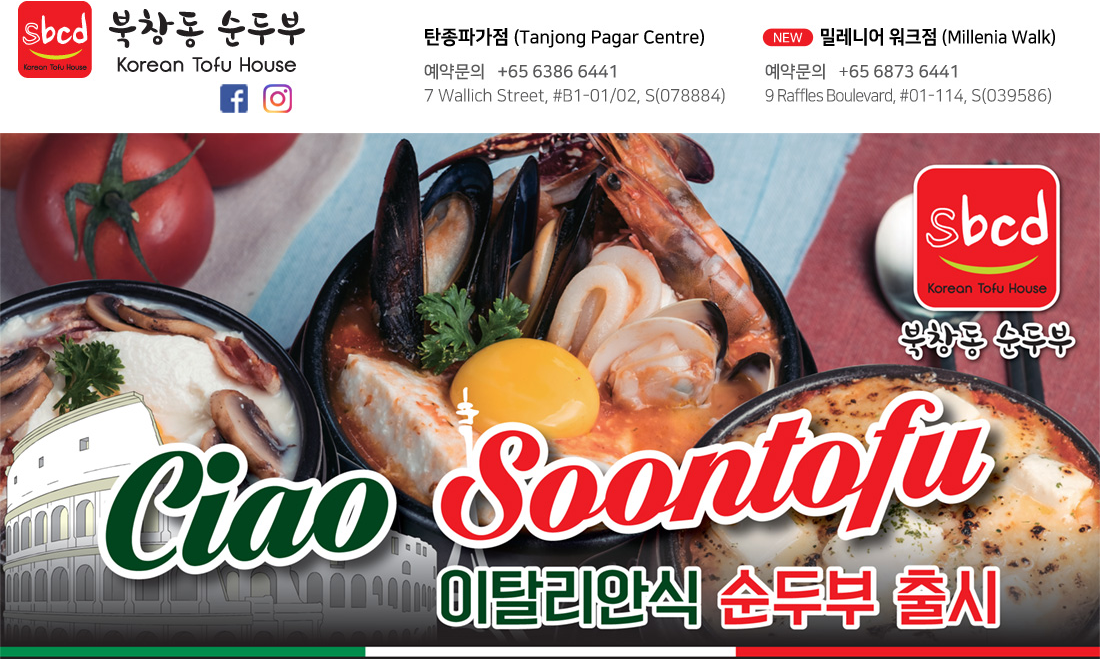 sbcd
Korean Tofu House
북창동 순두부
Korean Tofu House
탄종파가점 (Tanjong Pagar Centre)
예약문의 +65 6386 6441
7 Wallich Street, #B1-01/02, S(078884)
NEW 밀레니어 워크점 (Millenia Walk)
예약문의 +65 6873 6441
9 Raffles Boulevard, #01-114, S(039586)
sbcd
Korean Tofu House
북창동 순두부
Ciao Soontofu
이탈리안식 순두부 출시